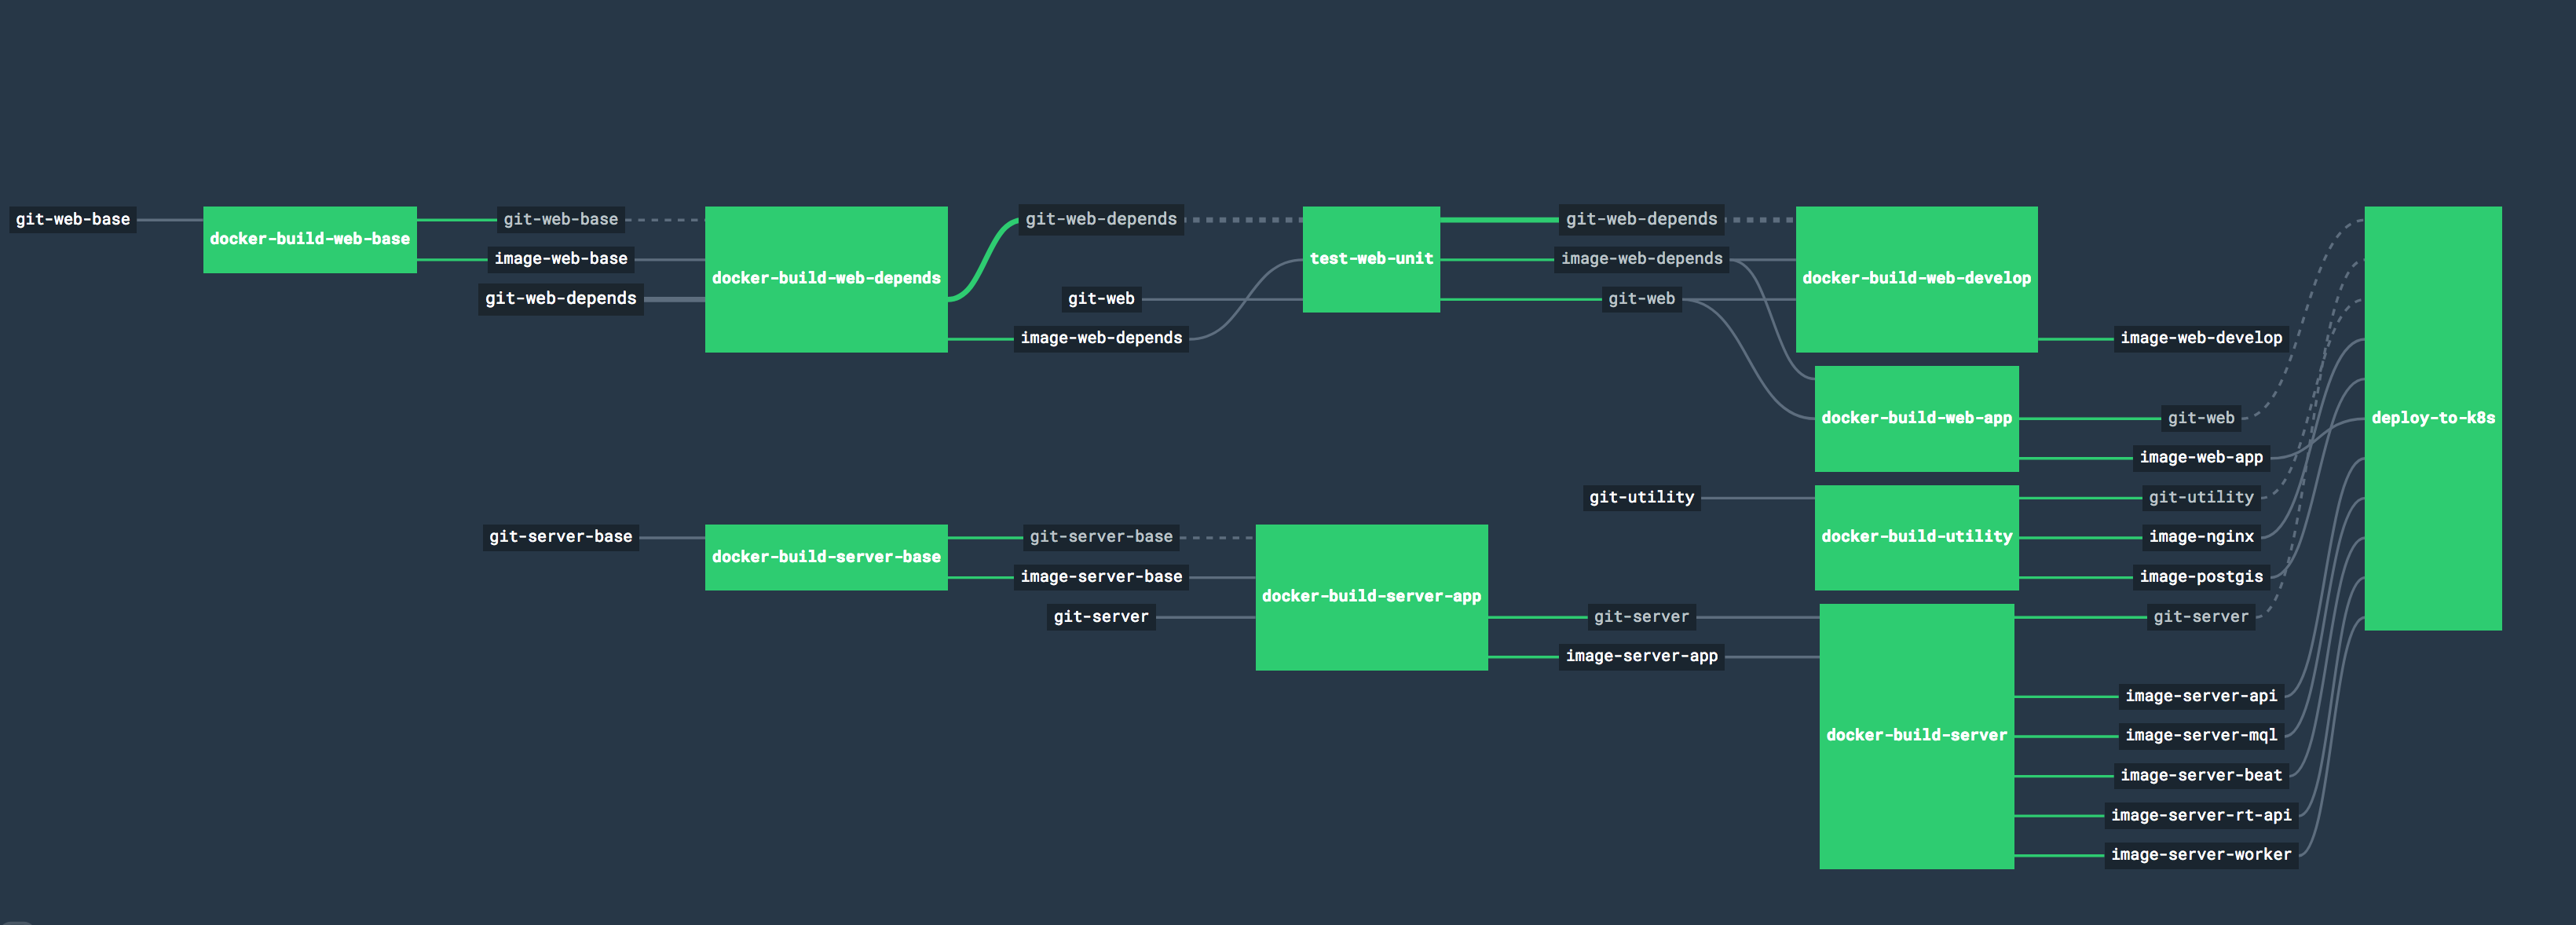 git-web-base
docker-build-web-base
git-web-base
image-web-base
git-web-depends
docker-build-web-depends
git-web-depends
git-web
image-web-depends
test-web-unit
git-web-depends
image-web-depends
git-web
docker-build-web-develop
image-web-develop
docker-build-web-app
git-web
image-web-app
git-utility
docker-build-utility
git-utility
image-nginx
image-postgis
git-server-base
docker-build-server-base
git-server-base
image-server-base
git-server
docker-build-server-app
git-server
image-server-app
docker-build-server
git-server
image-server-api
image-server-mql
image-server-beat
image-server-rt-api
image-server-worker
deploy-to-k8s